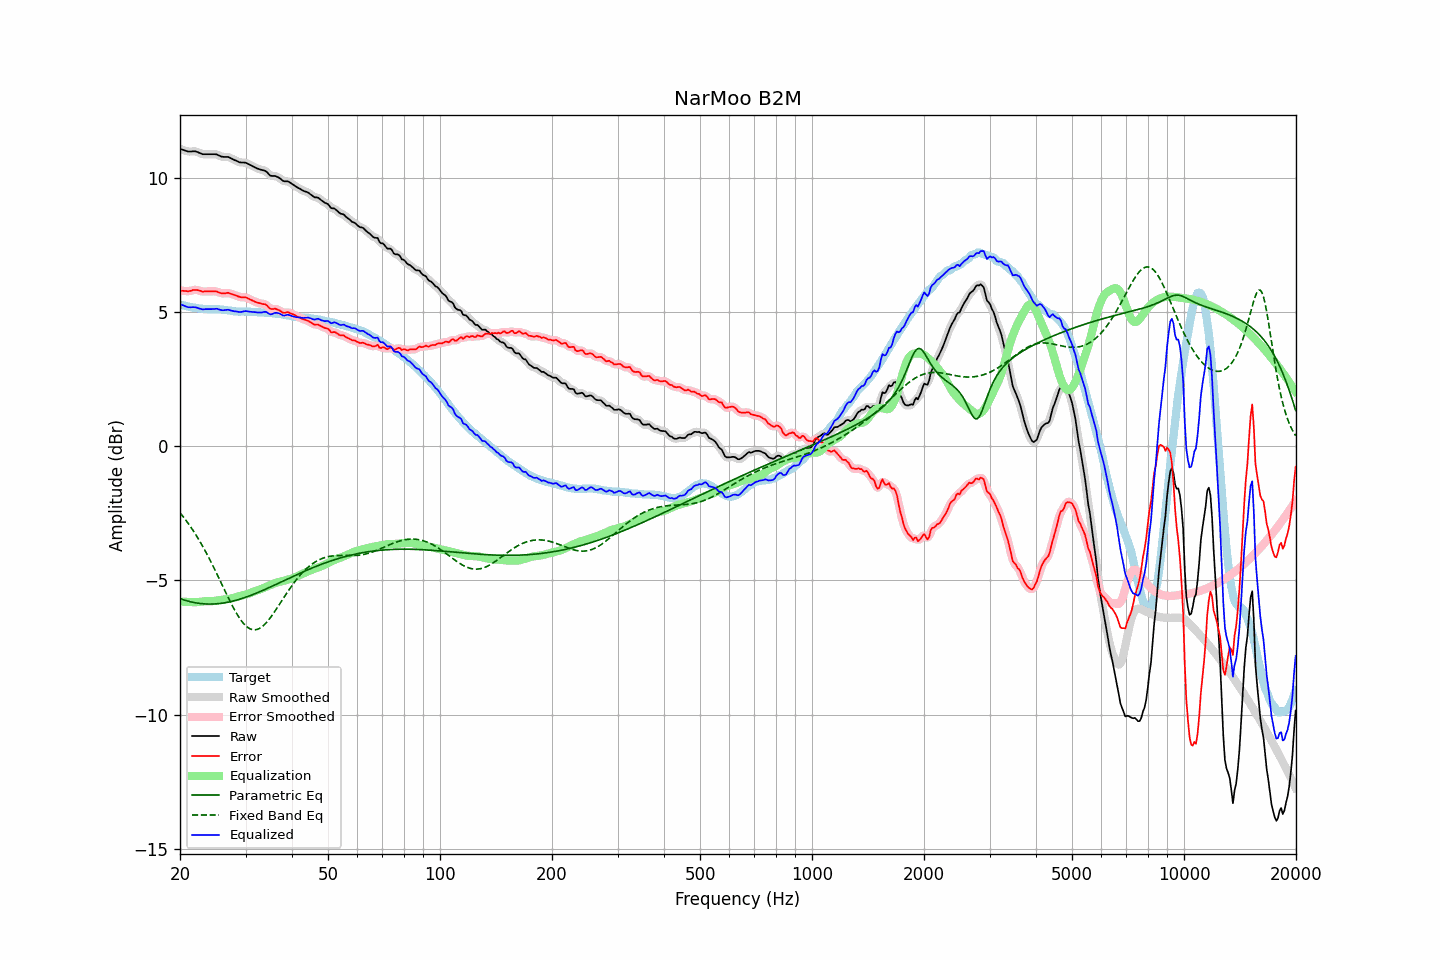 NarMoo B2M
Amplitude (dBr)
10
5
0
−5
−10
−15
Target
Raw Smoothed
Error Smoothed
Raw
Error
Equalization
Parametric Eq
Fixed Band Eq
Equalized
20 50 100 200 500 1000 2000 5000 10000 20000
Frequency (Hz)